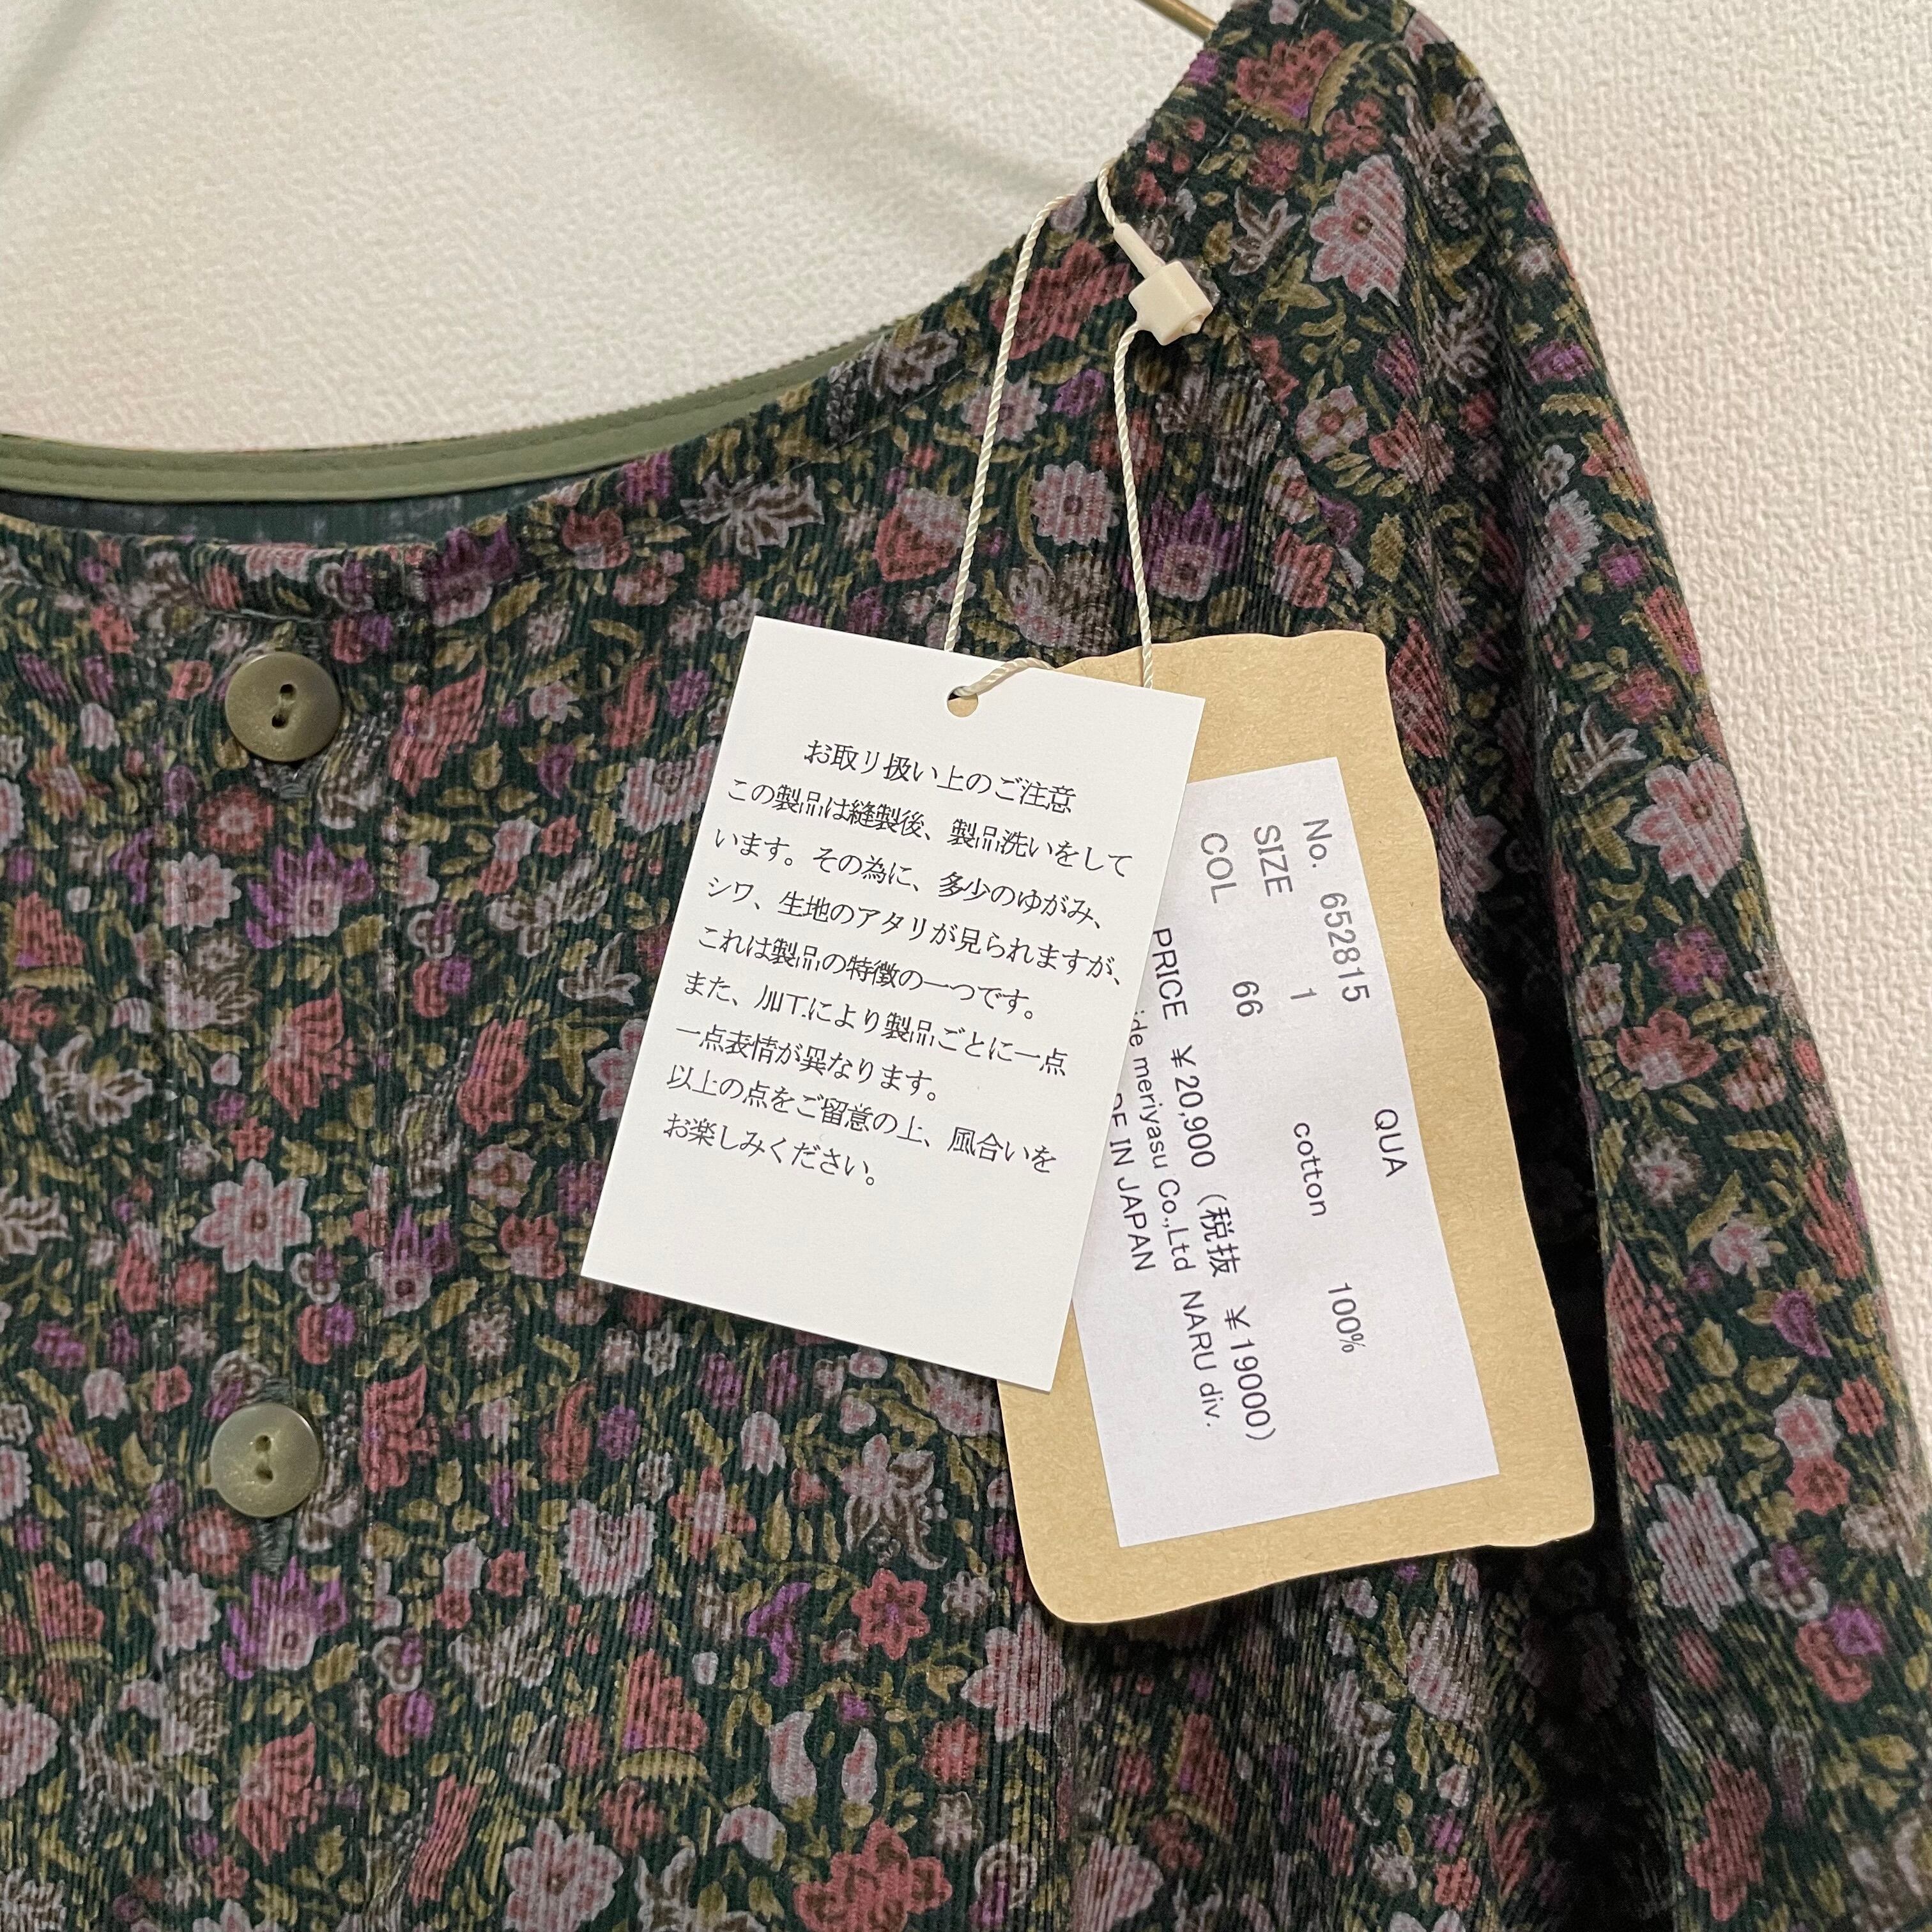 お取り扱い上のご注意
この製品は縫製後、製品洗いをして
います。その為に、多少のゆがみ、
シワ、生地のアタリが見られますが、
これは製品の特徴の一つです。
また、加工により製品ごとに一点
一点表情が異なります。
以上の点をご留意の上、風合いを
お楽しみください。
No. 652815 QUA
SIZE 1 cotton 100%
COL 66
PRICE ¥20,900（税抜 ¥19000）
meriyasu Co.,Ltd NARU div.
IN JAPAN